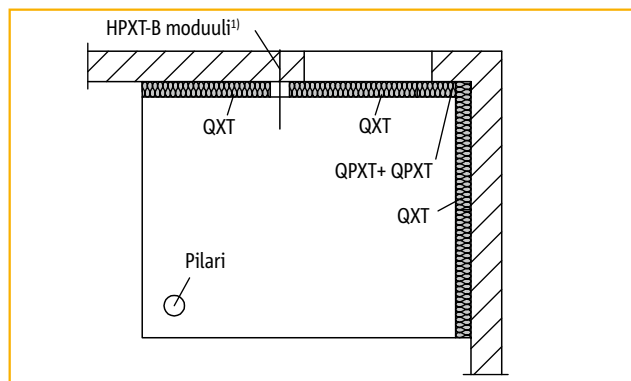 HPXT-B moduuli1)
QXT
QXT
QPXT+ QPXT
QXT
Pilari